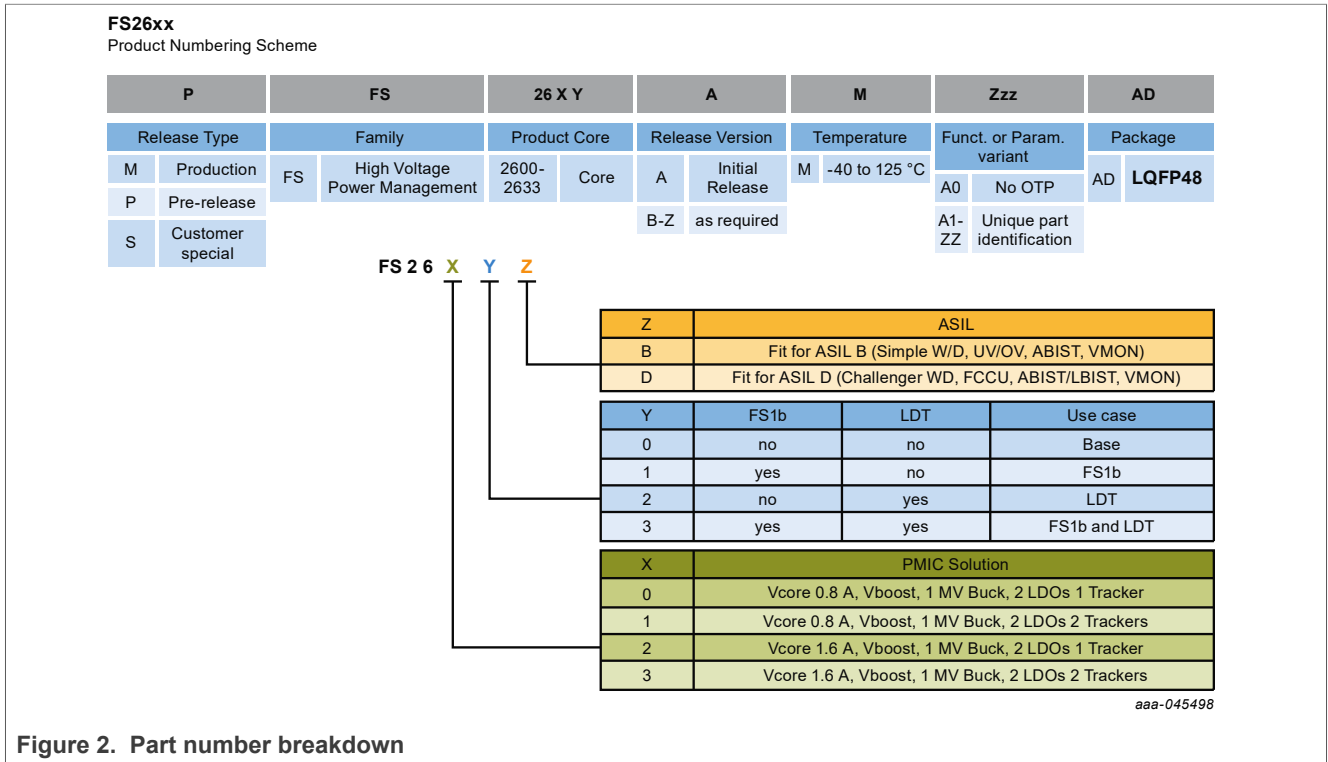 FS26xx
Product Numbering Scheme
P FS 26 X Y A M Zzz AD
Release Type Family Product Core Release Version Temperature Funct. or Param. variant Package
M Production FS High Voltage Power Management 2600-2633 Core A Initial Release M -40 to 125 °C A0 No OTP AD LQFP48
P Pre-release B-Z as required A1-ZZ Unique part identification
S Customer special
FS 2 6 X Y Z
Z ASIL
B Fit for ASIL B (Simple W/D, UV/OV, ABIST, VMON)
D Fit for ASIL D (Challenger WD, FCCU, ABIST/LBIST, VMON)
Y FS1b LDT Use case
0 no no Base
1 yes no FS1b
2 no yes LDT
3 yes yes FS1b and LDT
X PMIC Solution
0 Vcore 0.8 A, Vboost, 1 MV Buck, 2 LDOs 1 Tracker
1 Vcore 0.8 A, Vboost, 1 MV Buck, 2 LDOs 2 Trackers
2 Vcore 1.6 A, Vboost, 1 MV Buck, 2 LDOs 1 Tracker
3 Vcore 1.6 A, Vboost, 1 MV Buck, 2 LDOs 2 Trackers
aaa-045498
Figure 2. Part number breakdown